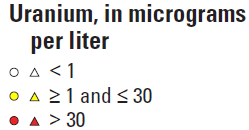 Uranium, in micrograms
per liter
< 1
≥ 1 and ≤ 30
> 30